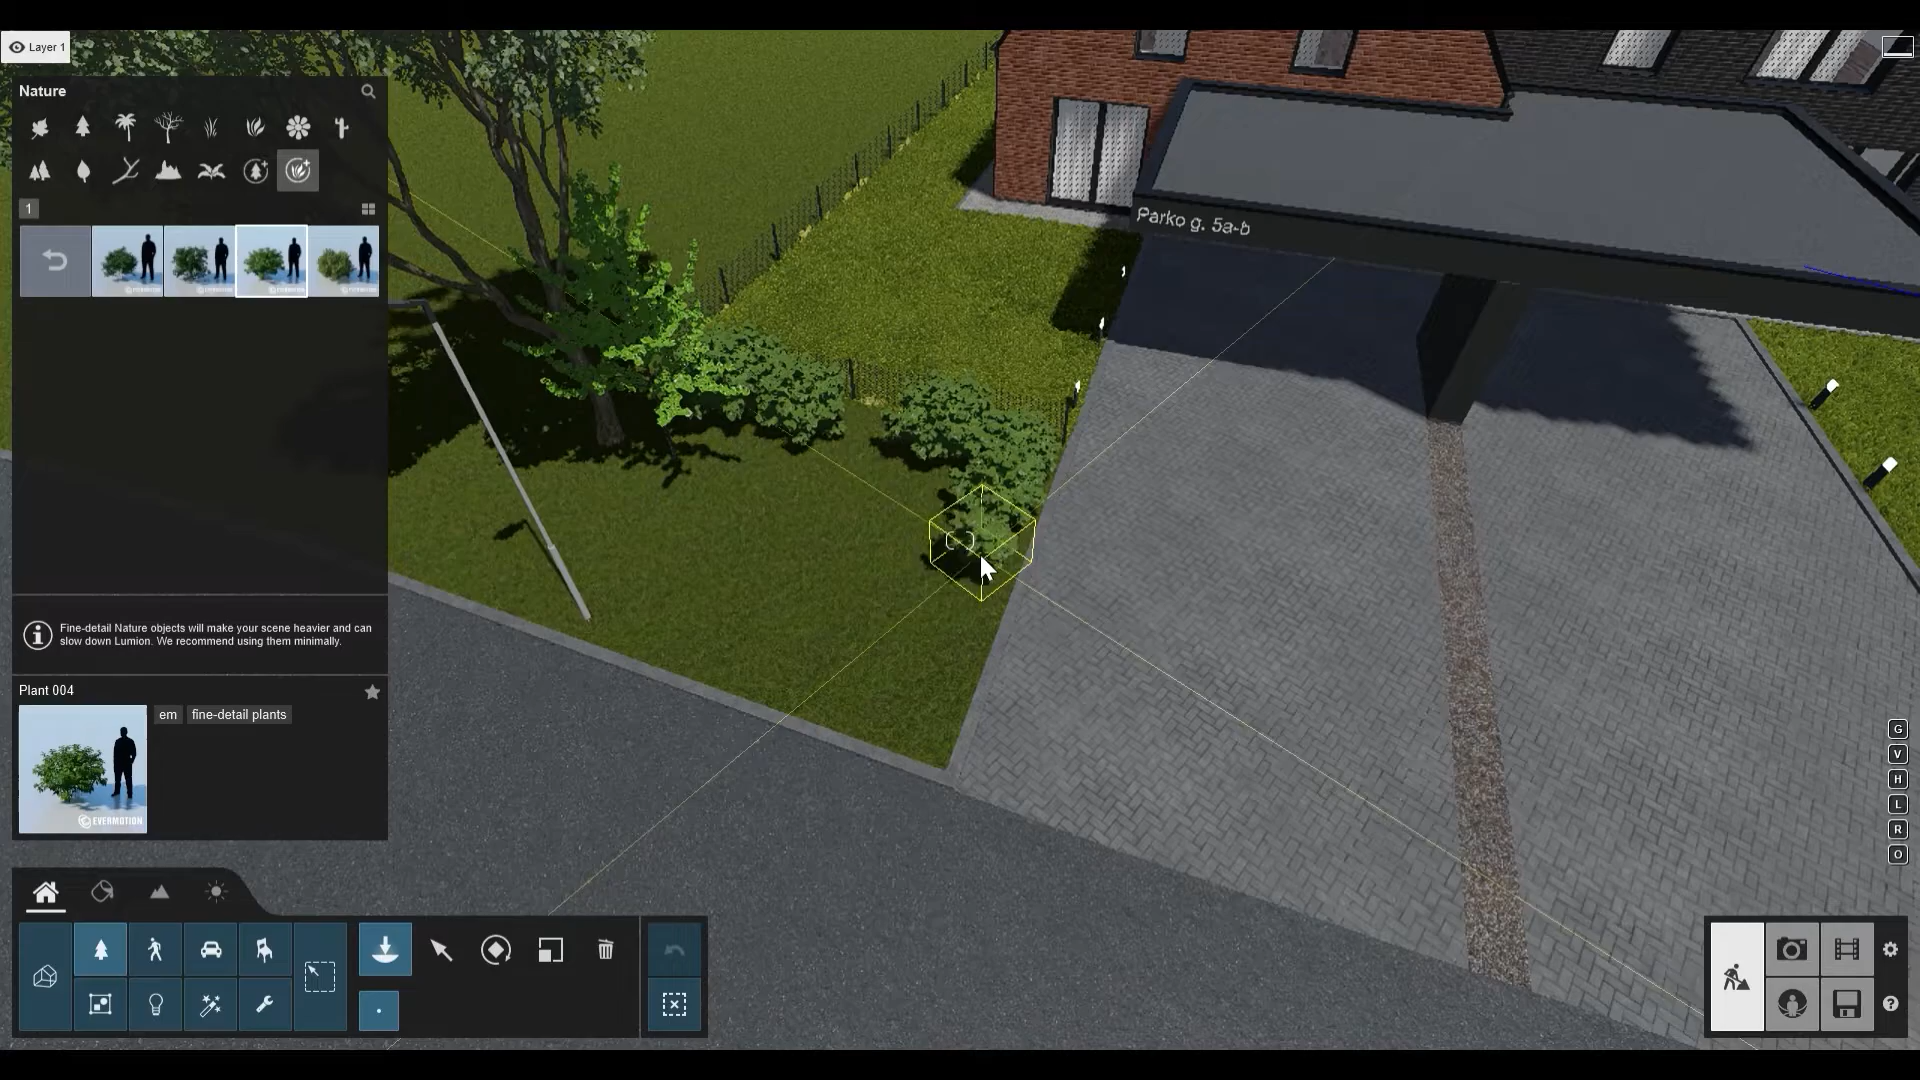 Layer 1
Nature
1
Parko g. 5a-b
Fine-detail Nature objects will make your scene heavier and can
slow down Lumion. We recommend using them minimally.
Plant 004
em fine-detail plants
EVERMOTION
G
V
H
L
R
O
?